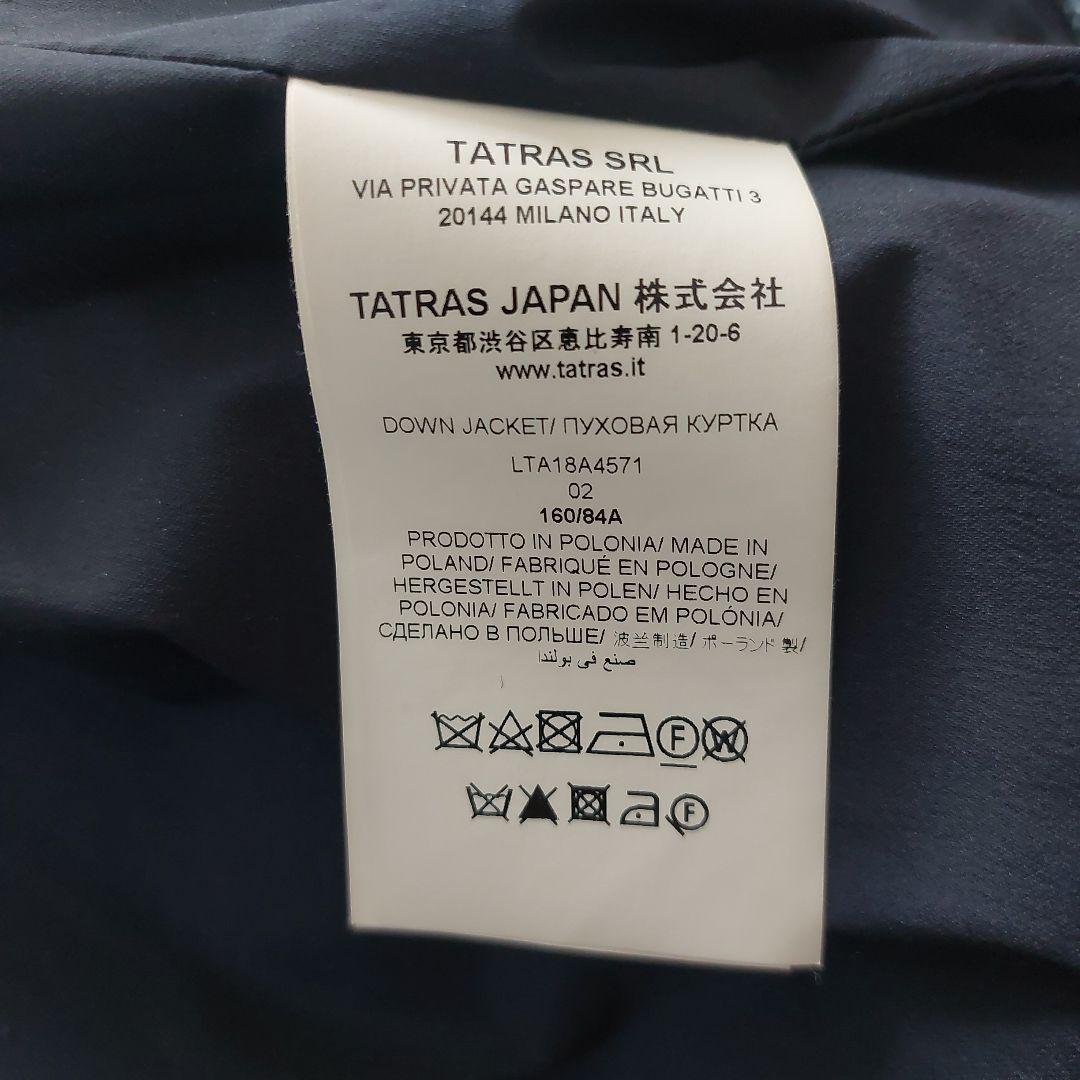 TATRAS SRL
VIA PRIVATA GASPARE BUGATTI 3
20144 MILANO ITALY
TATRAS JAPAN 株式会社
東京都渋谷区恵比寿南 1-20-6
www.tatras.it
DOWN JACKET/ ПУХОВАЯ КУРТКА
LTA18A4571
02
160/84A
PRODOTTO IN POLONIA/ MADE IN
POLAND/ FABRIQUÉ EN POLOGNE/
HERGESTELLT IN POLEN/ HECHO EN
POLONIA/ FABRICADO EM POLÓNIA/
СДЕЛАНО В ПОЛЬШЕ/ 波兰制造/ ポーランド 製/
صنع في بولندا
F W
F